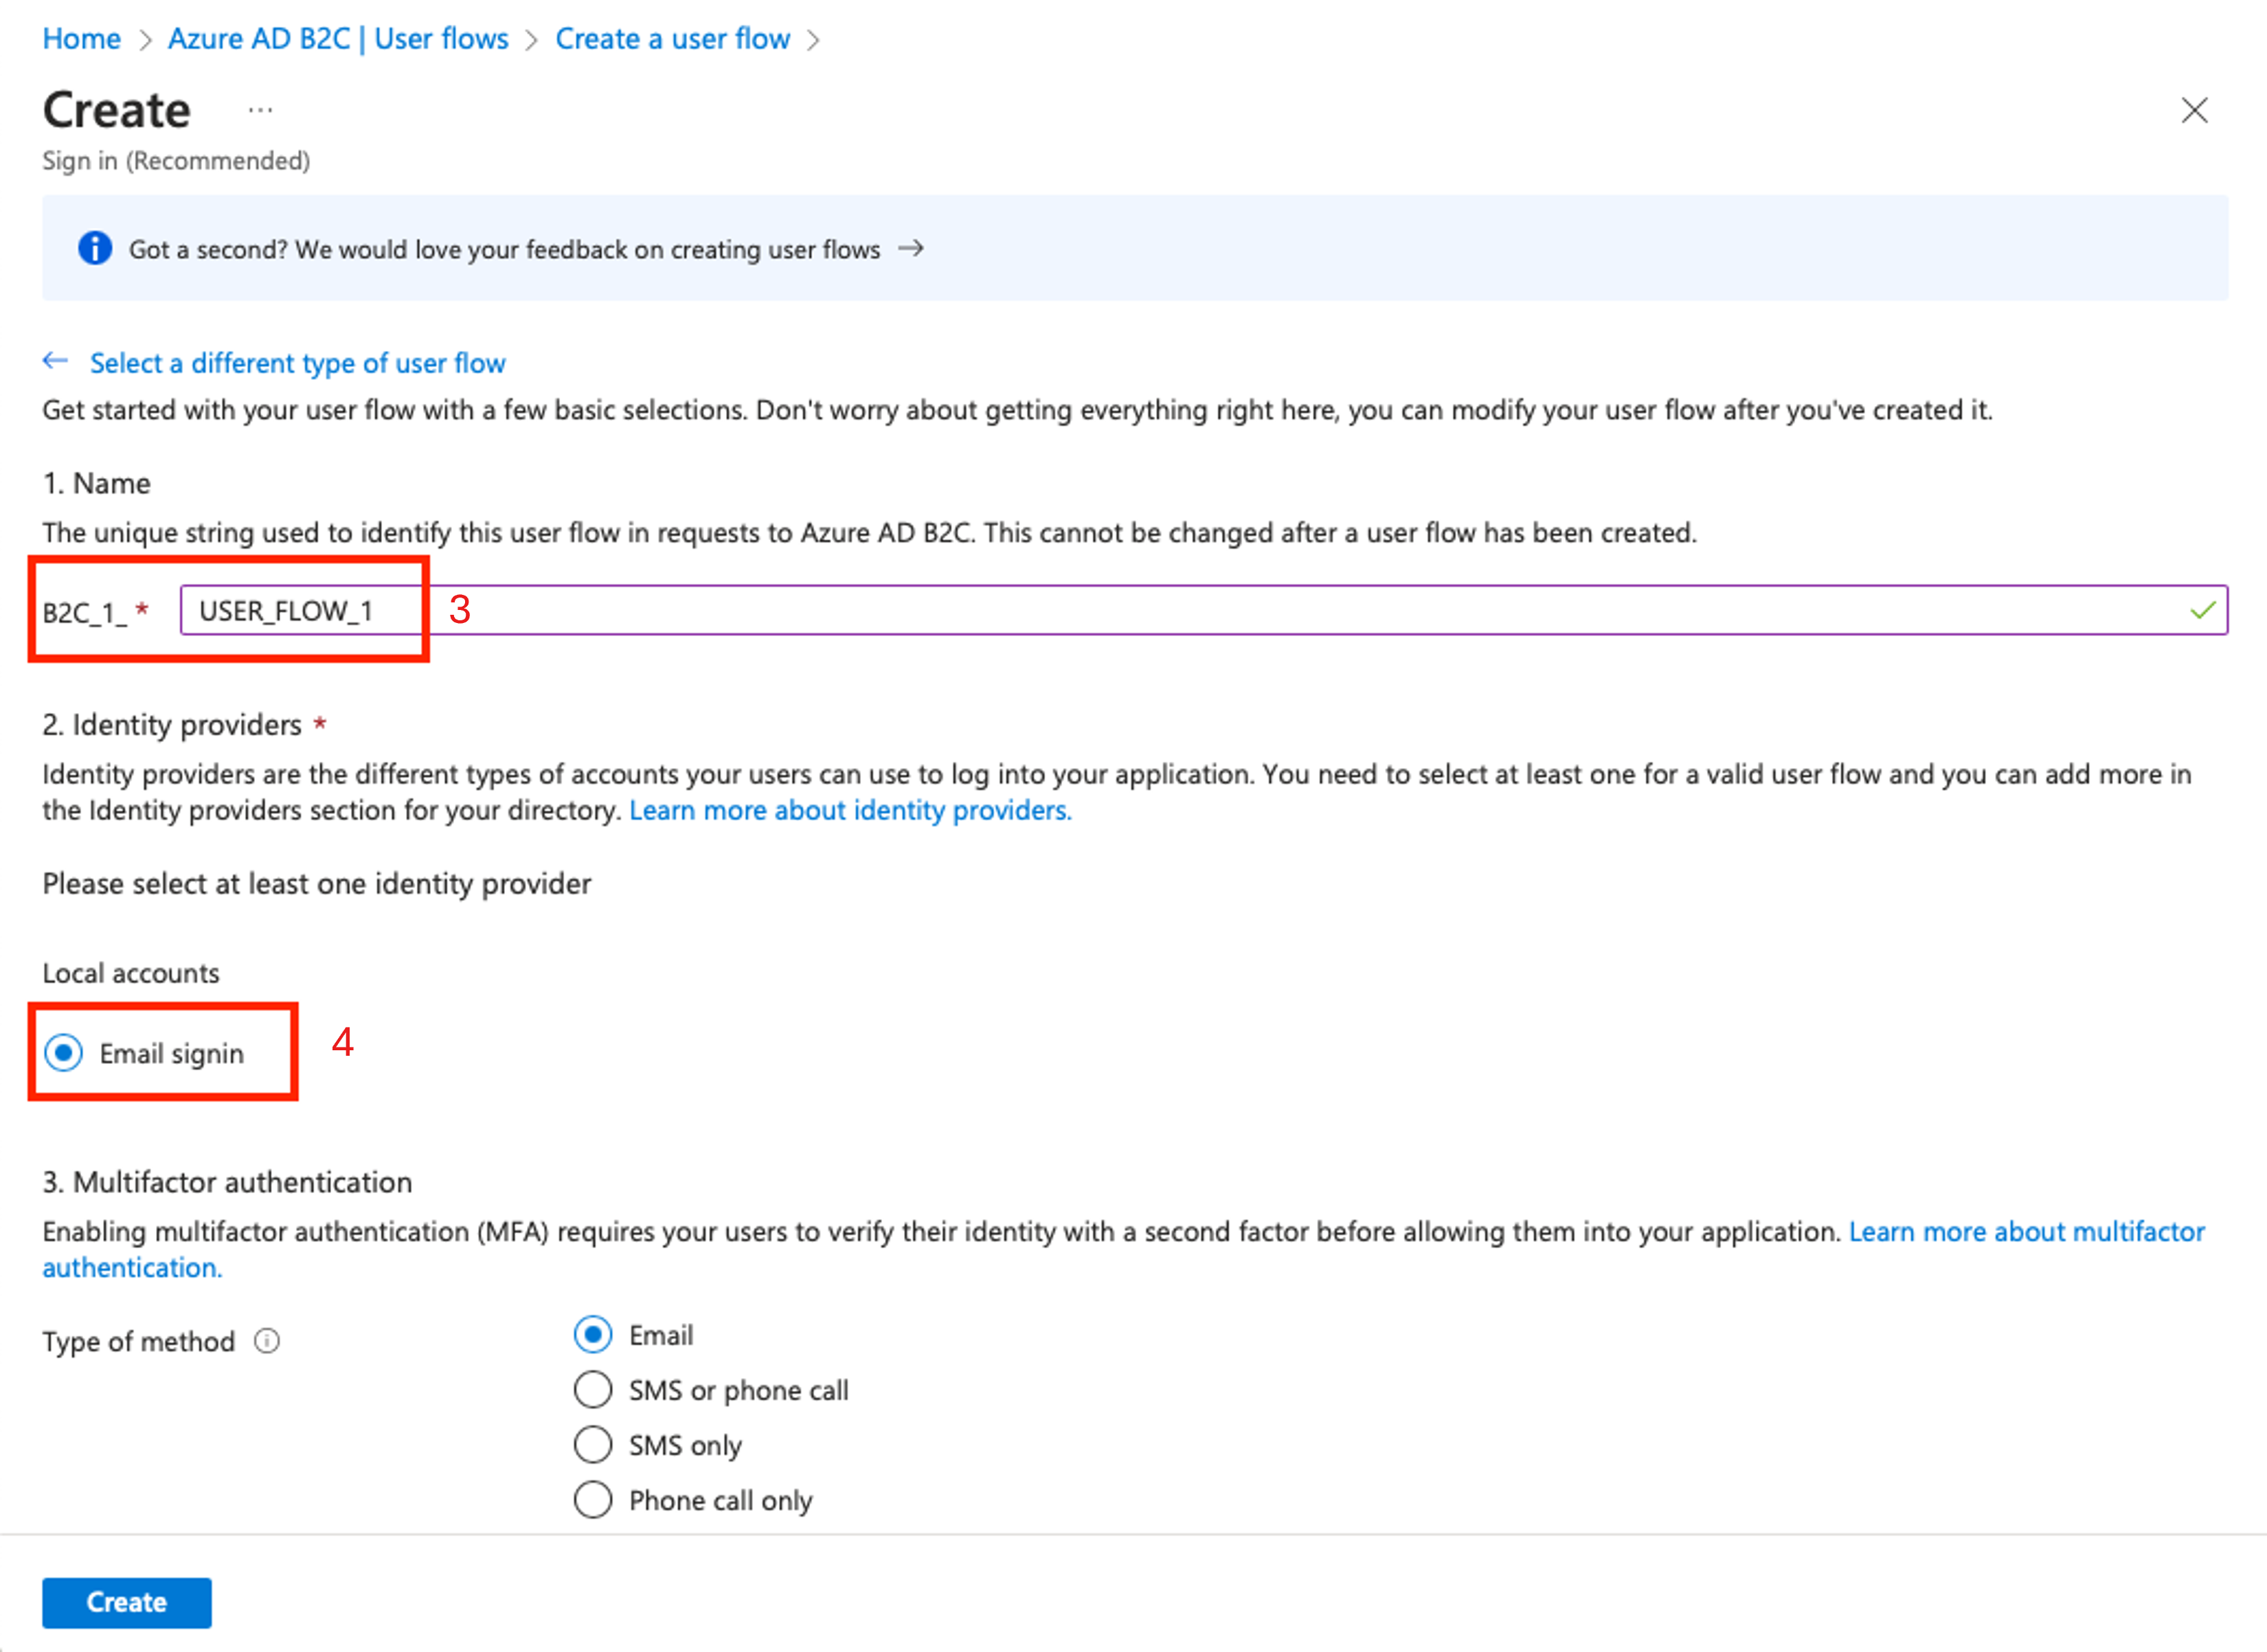 Home > Azure AD B2C | User flows > Create a user flow >
Create ...
Sign in (Recommended)
Got a second? We would love your feedback on creating user flows →
← Select a different type of user flow
Get started with your user flow with a few basic selections. Don't worry about getting everything right here, you can modify your user flow after you've created it.
1. Name
The unique string used to identify this user flow in requests to Azure AD B2C. This cannot be changed after a user flow has been created.
B2C_1_ * USER_FLOW_1 3
2. Identity providers *
Identity providers are the different types of accounts your users can use to log into your application. You need to select at least one for a valid user flow and you can add more in
the Identity providers section for your directory. Learn more about identity providers.
Please select at least one identity provider
Local accounts
Email signin 4
3. Multifactor authentication
Enabling multifactor authentication (MFA) requires your users to verify their identity with a second factor before allowing them into your application. Learn more about multifactor
authentication.
Type of method Email
SMS or phone call
SMS only
Phone call only
Create